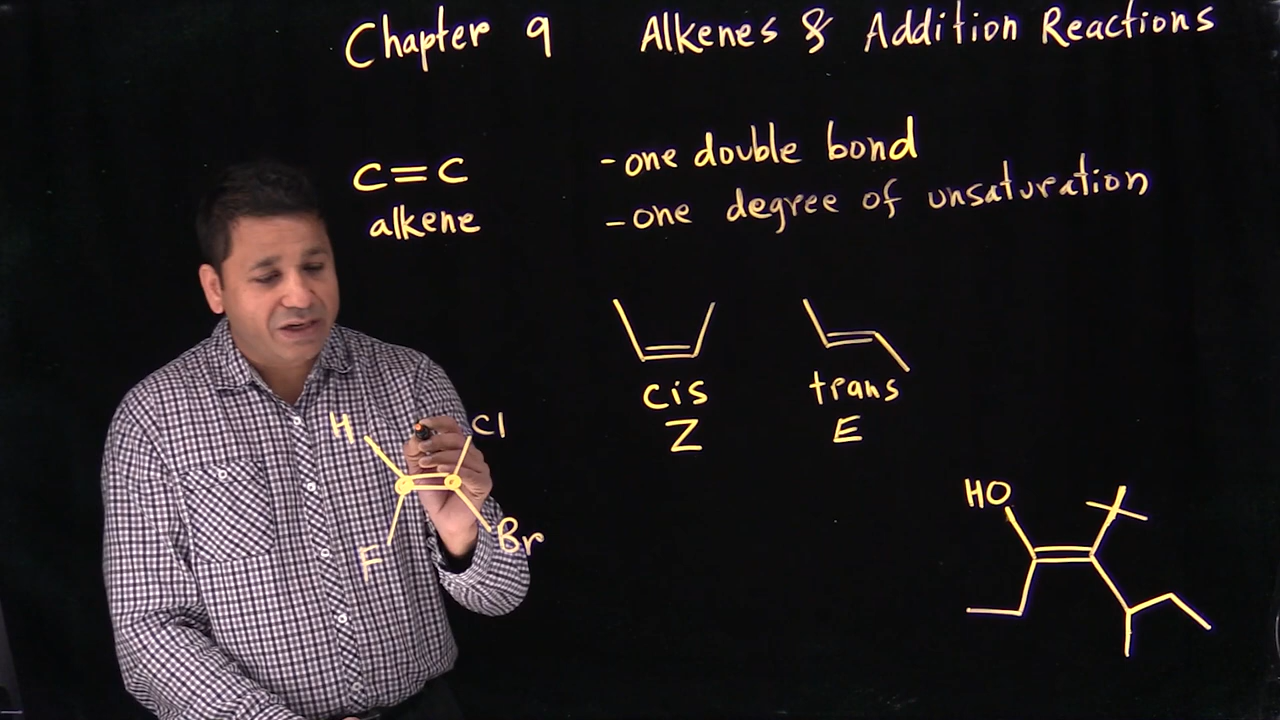 Chapter 9 Alkenes & Addition Reactions
C=C
alkene
-one double bond
-one degree of unsaturation
cis
Z
trans
E
H Cl
F Br
HO